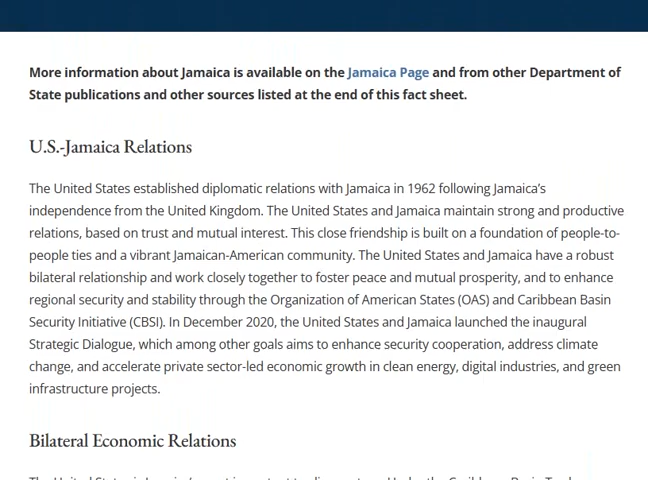 More information about Jamaica is available on the Jamaica Page and from other Department of
State publications and other sources listed at the end of this fact sheet.
U.S.-Jamaica Relations
The United States established diplomatic relations with Jamaica in 1962 following Jamaica’s
independence from the United Kingdom. The United States and Jamaica maintain strong and productive
relations, based on trust and mutual interest. This close friendship is built on a foundation of people-to-
people ties and a vibrant Jamaican-American community. The United States and Jamaica have a robust
bilateral relationship and work closely together to foster peace and mutual prosperity, and to enhance
regional security and stability through the Organization of American States (OAS) and Caribbean Basin
Security Initiative (CBSI). In December 2020, the United States and Jamaica launched the inaugural
Strategic Dialogue, which among other goals aims to enhance security cooperation, address climate
change, and accelerate private sector-led economic growth in clean energy, digital industries, and green
infrastructure projects.
Bilateral Economic Relations